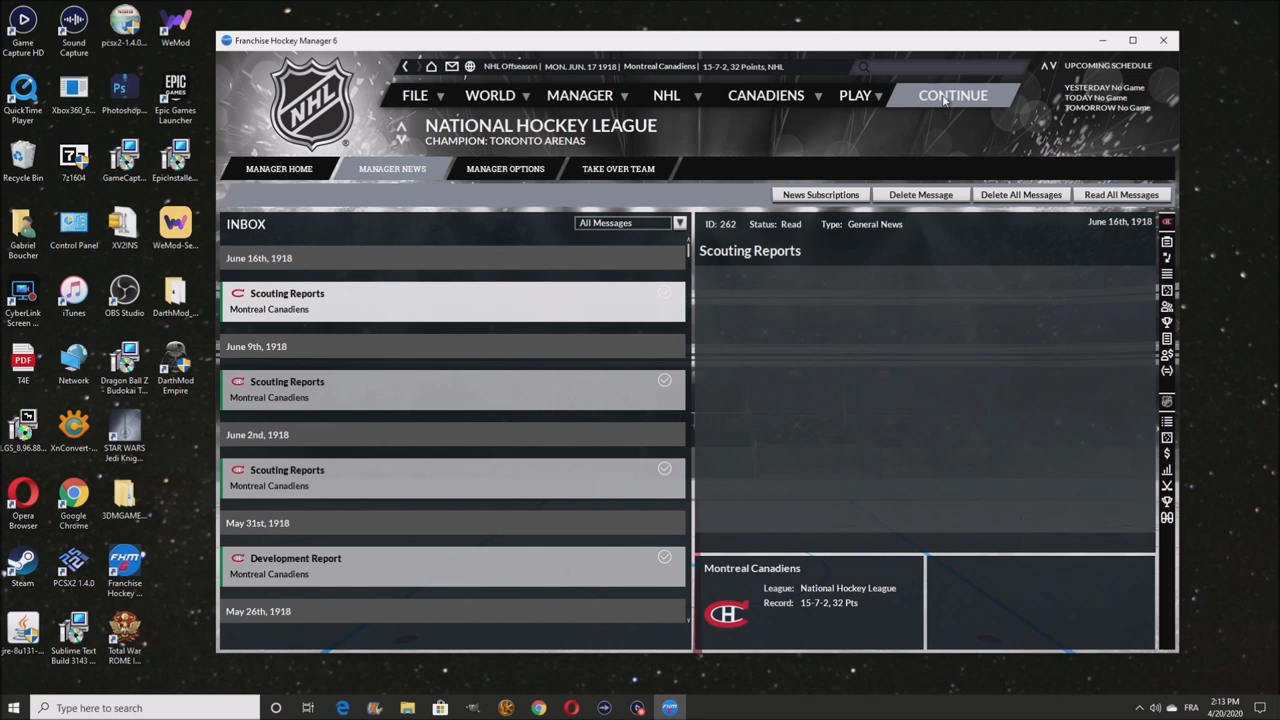 Game
Capture HD
Sound
Capture
pcsx2-1.4.0...
WeMod
QuickTime
Player
Xbox360_6...
Photoshop...
Epic Games
Launcher
Recycle Bin
7z1604
GameCapt...
EpicInstalle...
Gabriel
Boucher
Control Panel
XV2INS
WeMod-Se...
CyberLink
Screen ...
iTunes
OBS Studio
DarthMod_...
T4E
Network
Dragon Ball Z
- Budokai T...
DarthMod
Empire
LGS_8.96.88...
XnConvert-...
STAR WARS
Jedi Knig...
Opera
Browser
Google
Chrome
3DMGAME...
Steam
PCSX2 1.4.0
Franchise
Hockey ...
jre-8u131-...
Sublime Text
Build 3143 ...
Total War
ROME I...
Franchise Hockey Manager 6
NHL Offseason | MON. JUN. 17 1918 | Montreal Canadiens | 15-7-2, 32 Points, NHL
UPCOMING SCHEDULE
YESTERDAY No Game
TODAY No Game
TOMORROW No Game
FILE WORLD MANAGER NHL CANADIENS PLAY CONTINUE
NHL
NATIONAL HOCKEY LEAGUE
CHAMPION: TORONTO ARENAS
MANAGER HOME MANAGER NEWS MANAGER OPTIONS TAKE OVER TEAM
News Subscriptions Delete Message Delete All Messages Read All Messages
INBOX All Messages
June 16th, 1918
Scouting Reports
Montreal Canadiens
June 9th, 1918
Scouting Reports
Montreal Canadiens
June 2nd, 1918
Scouting Reports
Montreal Canadiens
May 31st, 1918
Development Report
Montreal Canadiens
May 26th, 1918
ID: 262 Status: Read Type: General News June 16th, 1918
Scouting Reports
Montreal Canadiens
League: National Hockey League
Record: 15-7-2, 32 Pts
Type here to search
FRA
2:13 PM
4/20/2020